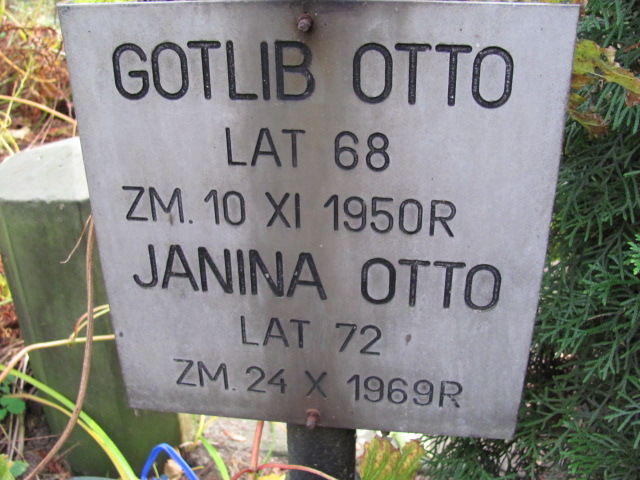 GOTLIB OTTO
LAT 68
ZM. 10 XI 1950R
JANINA OTTO
LAT 72
ZM. 24 X 1969R